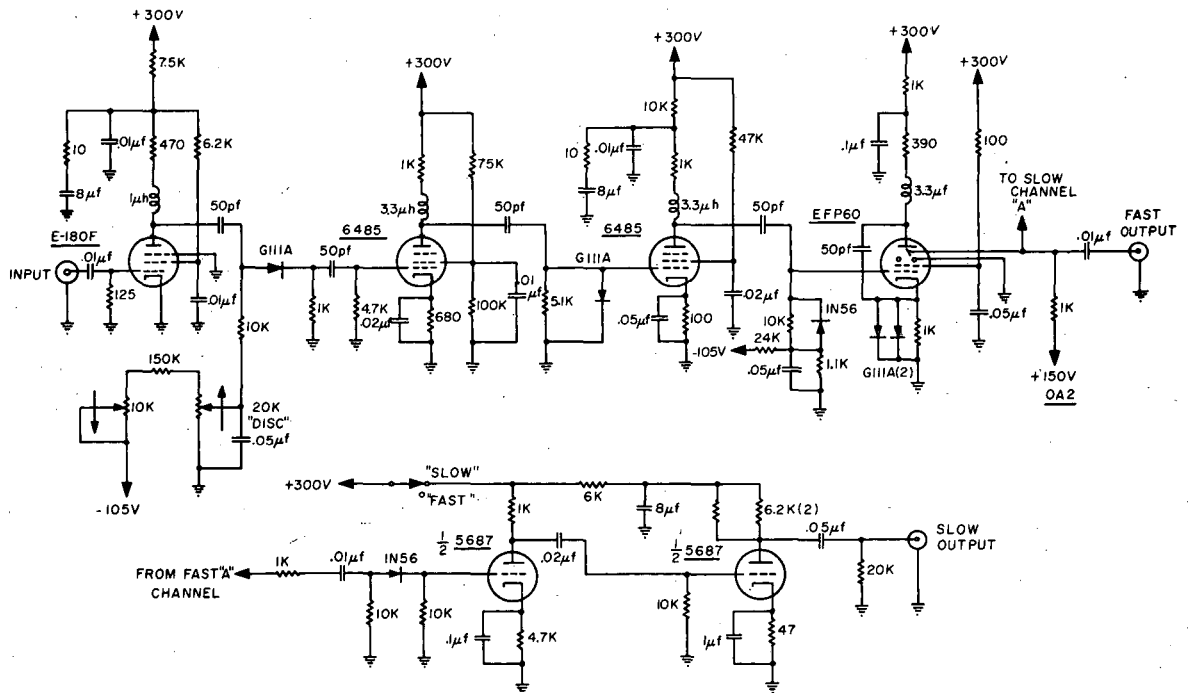 +300V
7.5K
10
.01μf
470
6.2K
8μf
1μh
50pf
E-180F
.01μf
INPUT
125
.01μf
10K
150K
10K
20K
"DISC"
.05μf
-105V
G111A
50pf
1K
4.7K
+300V
1K
75K
3.3μh
50pf
6485
.02μf
680
100K
.01
μf
5.1K
G111A
+300V
10K
47K
10
.01μf
1K
8μf
3.3μh
50pf
6485
.05μf
100
.02μf
10K
1N56
24K
-105V
.05μf
1.1K
+300V
1K
.1μf
390
3.3μf
EFP60
50pf
1K
G111A(2)
+300V
100
TO SLOW
CHANNEL
"A"
.05μf
1K
+150V
OA2
.01μf
FAST
OUTPUT
+300V
"SLOW"
"FAST"
1K
6K
8μf
6.2K(2)
.05μf
SLOW
OUTPUT
20K
1/2 5687
.02μf
1/2 5687
FROM FAST "A"
CHANNEL
1K
.01μf
1N56
10K
10K
.1μf
4.7K
10K
1μf
47